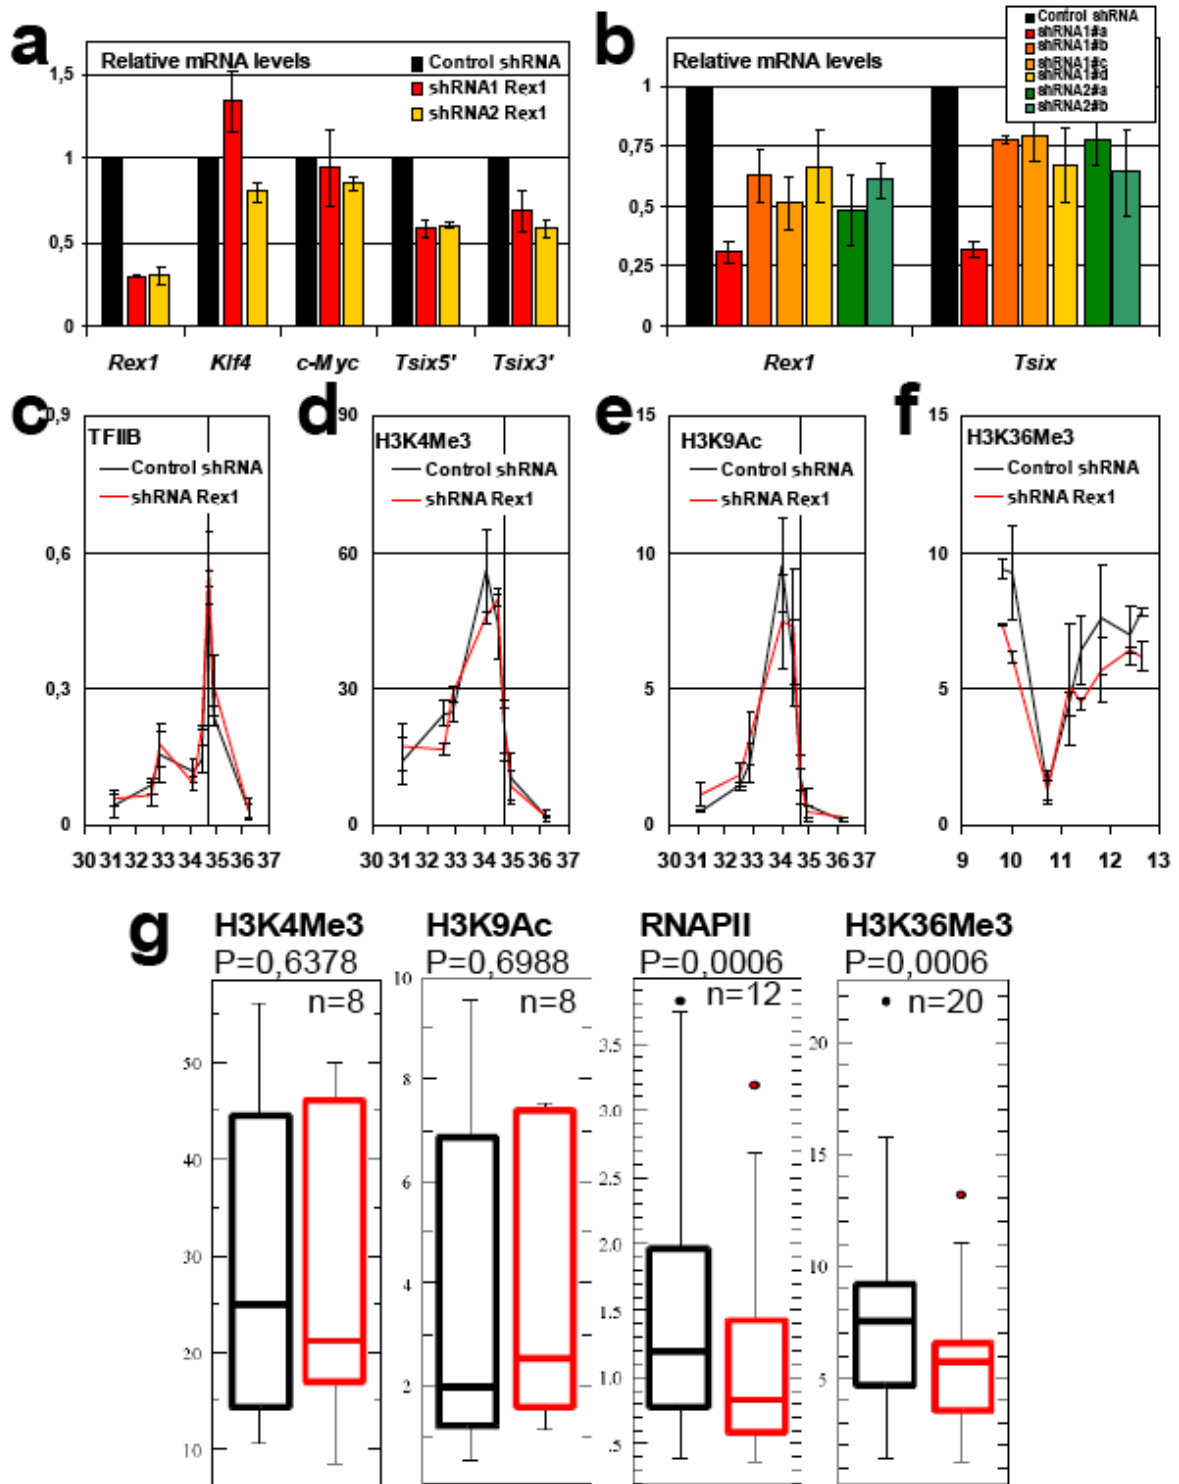 a
Relative mRNA levels
Control shRNA
shRNA1 Rex1
shRNA2 Rex1
1,5
1
0,5
0
Rex1 Klf4 c-Myc Tsix5' Tsix3'
b
Relative mRNA levels
Control shRNA
shRNA1#a
shRNA1#b
shRNA1#c
shRNA1#d
shRNA2#a
shRNA2#b
1
0,75
0,5
0,25
0
Rex1 Tsix
c
0,9
TFIIB
Control shRNA
shRNA Rex1
0,6
0,3
0
30 31 32 33 34 35 36 37
d
90
H3K4Me3
Control shRNA
shRNA Rex1
60
30
0
30 31 32 33 34 35 36 37
e
15
H3K9Ac
Control shRNA
shRNA Rex1
10
5
0
30 31 32 33 34 35 36 37
f
15
H3K36Me3
Control shRNA
shRNA Rex1
10
5
0
9 10 11 12 13
g
H3K4Me3
P=0,6378
n=8
50
40
30
20
10
H3K9Ac
P=0,6988
n=8
10
8
6
4
2
RNAPII
P=0,0006
n=12
3.5
3.0
2.5
2.0
1.5
1.0
.5
H3K36Me3
P=0,0006
n=20
20
15
10
5